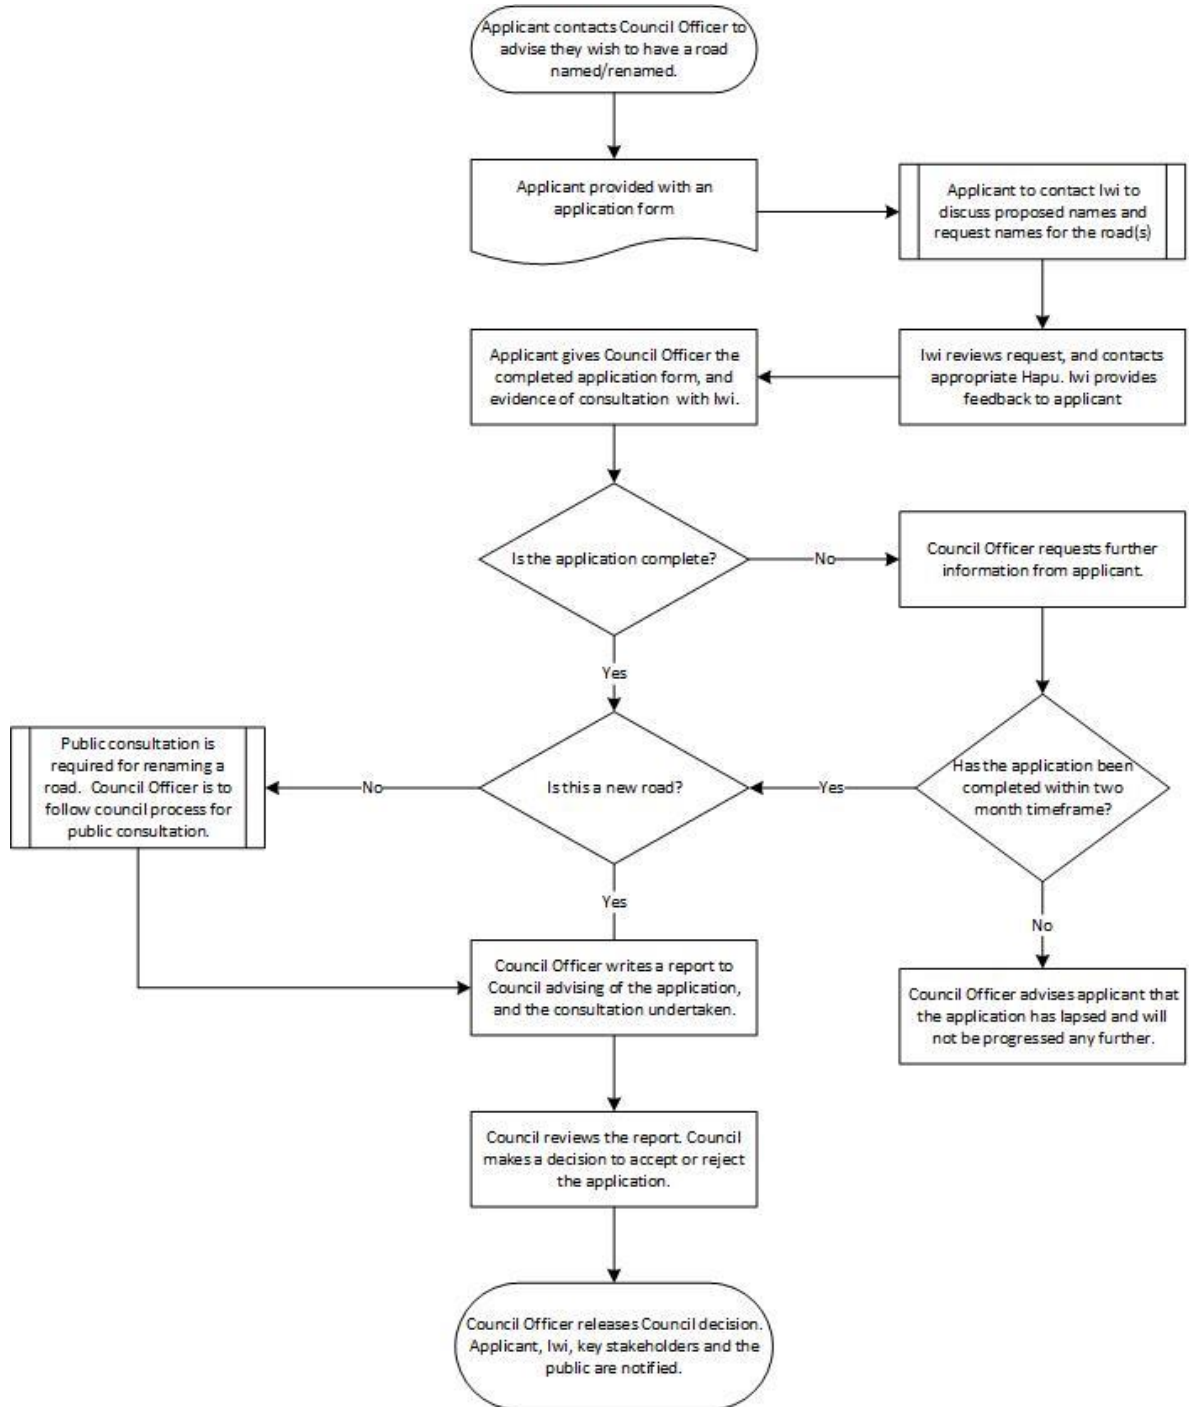 Applicant contacts Council Officer to
advise they wish to have a road
named/renamed.
Applicant provided with an
application form
Applicant to contact Iwi to
discuss proposed names and
request names for the road(s)
Applicant gives Council Officer the
completed application form, and
evidence of consultation with Iwi.
Iwi reviews request, and contacts
appropriate Hapu. Iwi provides
feedback to applicant
Is the application complete?
No
Council Officer requests further
information from applicant.
Yes
Public consultation is
required for renaming a
road. Council Officer is to
follow council process for
public consultation.
No
Is this a new road?
Yes
Has the application been
completed within two
month timeframe?
Yes
No
Council Officer writes a report to
Council advising of the application,
and the consultation undertaken.
Council Officer advises applicant that
the application has lapsed and will
not be progressed any further.
Council reviews the report. Council
makes a decision to accept or reject
the application.
Council Officer releases Council decision.
Applicant, Iwi, key stakeholders and the
public are notified.